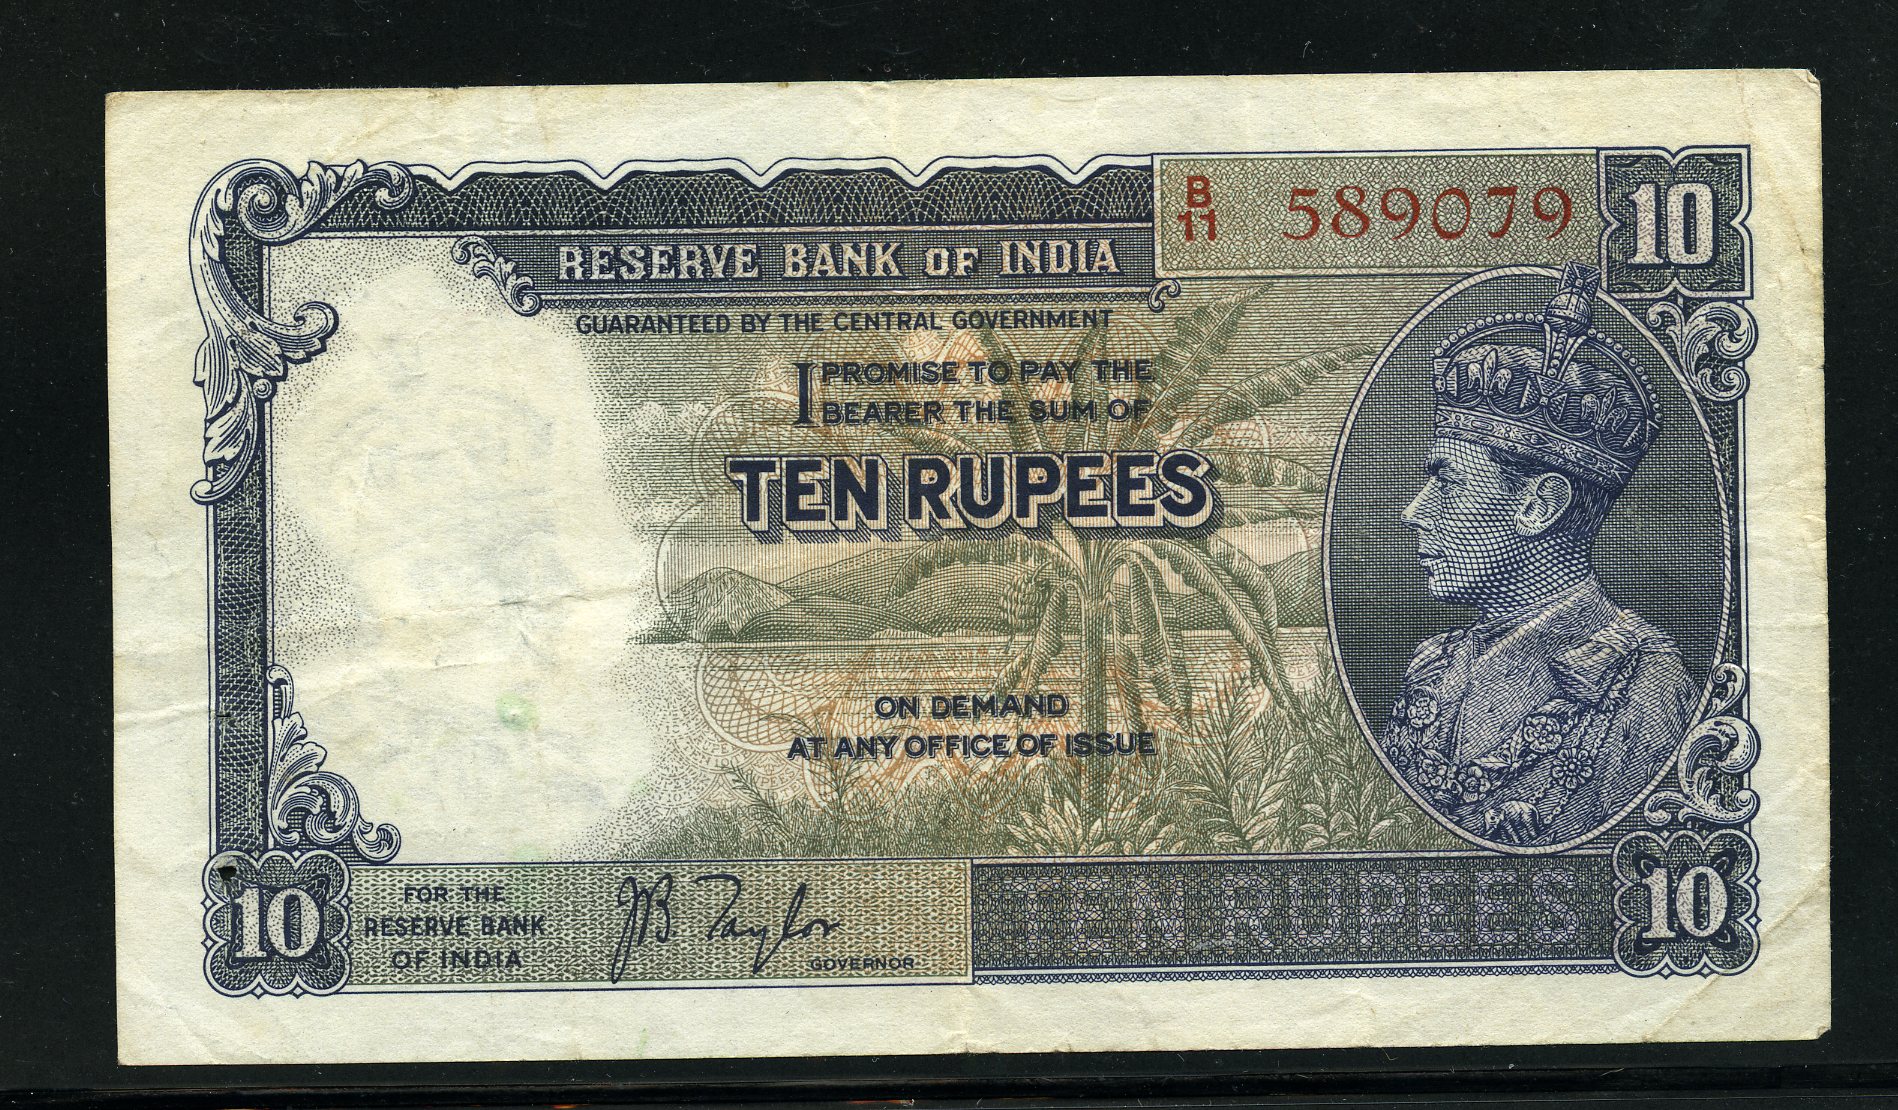 B
11 589079 10
RESERVE BANK OF INDIA
GUARANTEED BY THE CENTRAL GOVERNMENT
I PROMISE TO PAY THE
BEARER THE SUM OF
TEN RUPEES
ON DEMAND
AT ANY OFFICE OF ISSUE
10 FOR THE
RESERVE BANK
OF INDIA
JB. Taylor
GOVERNOR
TEN RUPEES
10